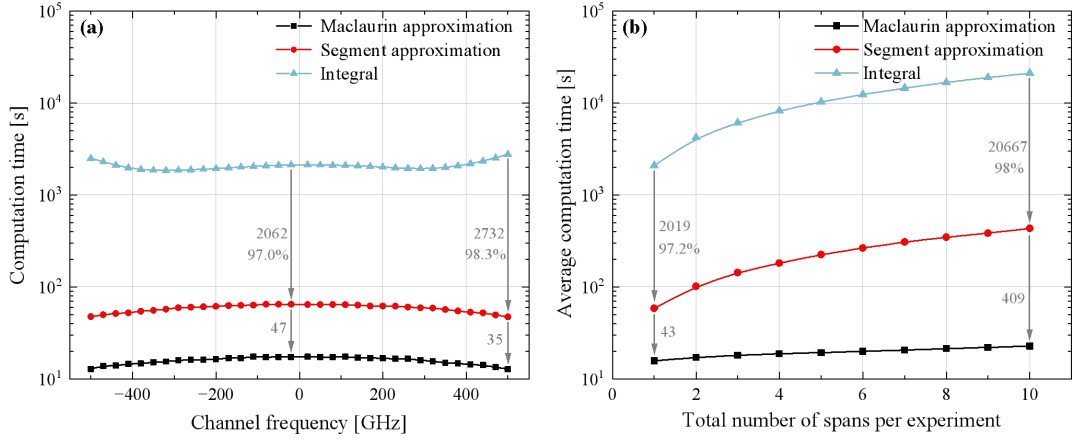 (a)
Maclaurin approximation
Segment approximation
Integral
10^5
10^4
10^3
10^2
10^1
Computation time [s]
2062
97.0%
2732
98.3%
47
35
−400
−200
0
200
400
Channel frequency [GHz]
(b)
Maclaurin approximation
Segment approximation
Integral
10^5
10^4
10^3
10^2
10^1
Average computation time [s]
2019
97.2%
20667
98%
43
409
0
2
4
6
8
10
Total number of spans per experiment